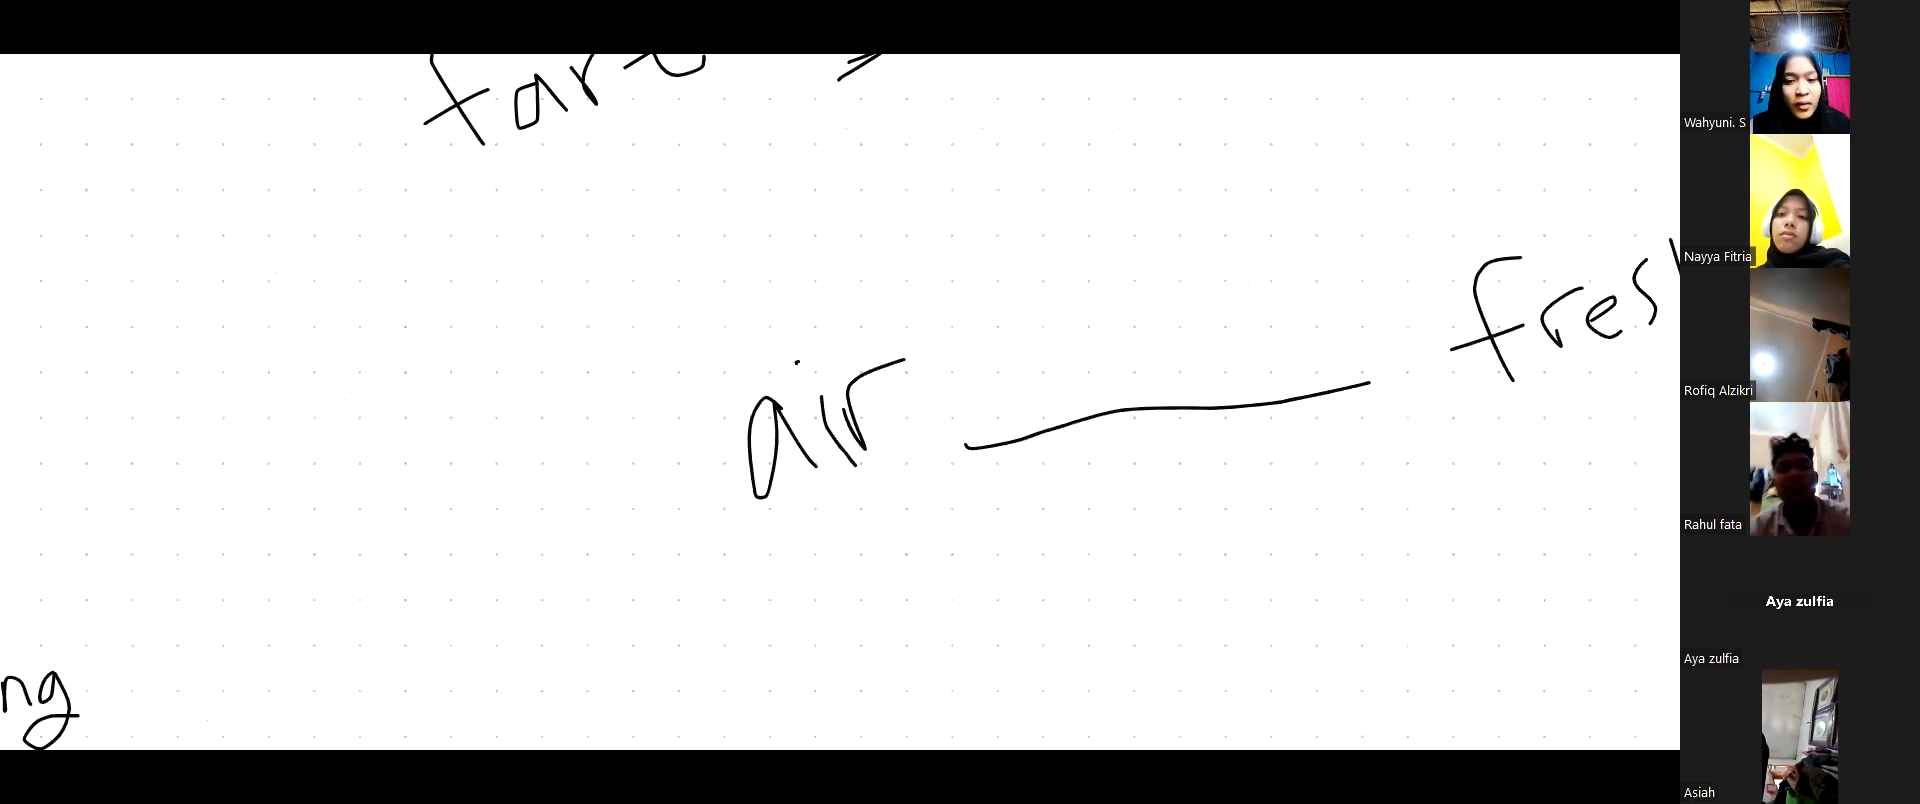 air
fres
ng
Wahyuni. S
Nayya Fitria
Rofiq Alzikri
Rahul fata
Aya zulfia
Aya zulfia
Asiah